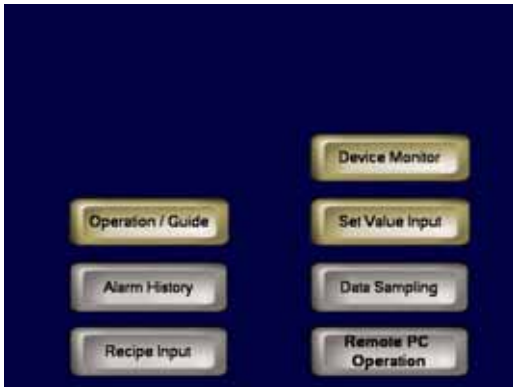 Device Monitor
Operation / Guide
Set Value Input
Alarm History
Data Sampling
Recipe Input
Remote PC
Operation